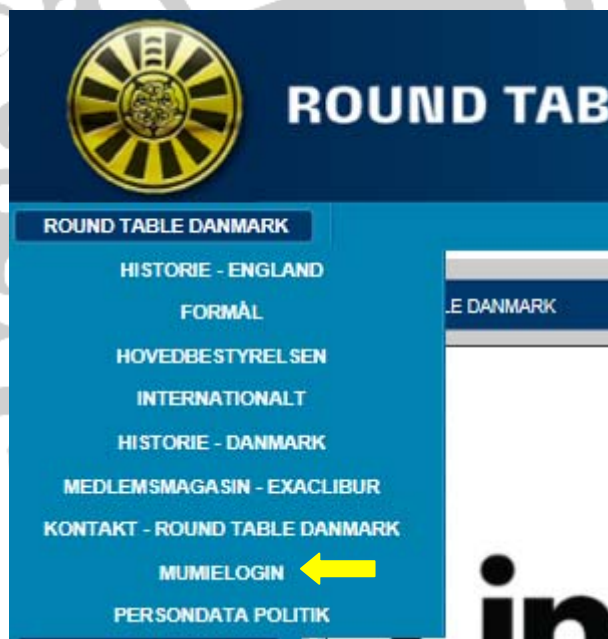 ROUND TAB
ROUND TABLE DANMARK
HISTORIE - ENGLAND
FORMÅL
E DANMARK
HOVEDBESTYRELSEN
INTERNATIONALT
HISTORIE - DANMARK
MEDLEMSMAGASIN - EXACLIBUR
KONTAKT - ROUND TABLE DANMARK
MUMIELOGIN
PERSONDATA POLITIK
in